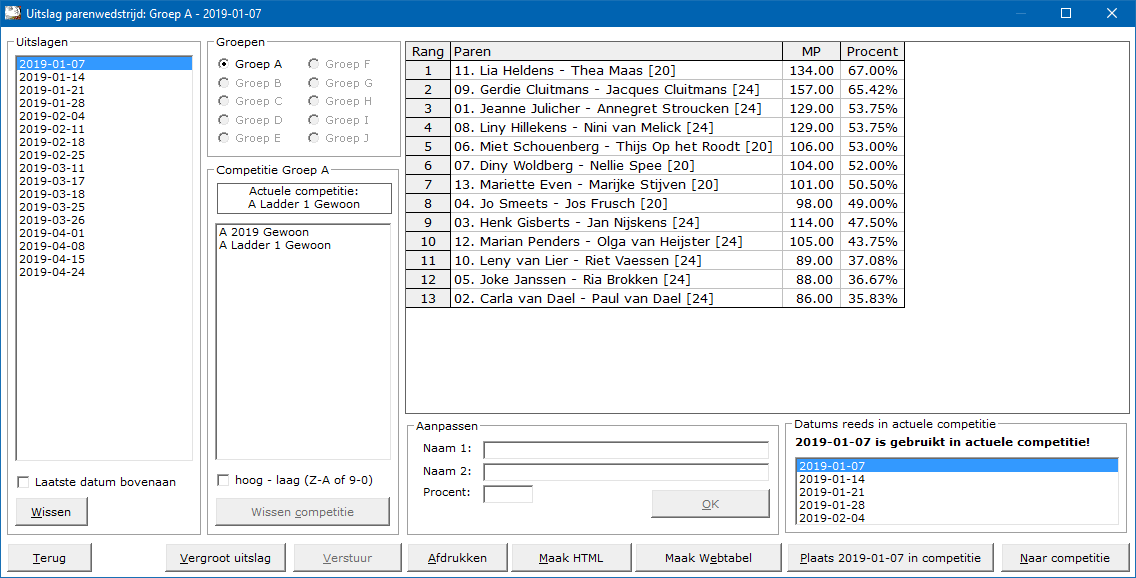 Uitslag parenwedstrijd: Groep A - 2019-01-07
Uitslagen
2019-01-07
2019-01-14
2019-01-21
2019-01-28
2019-02-04
2019-02-11
2019-02-18
2019-02-25
2019-03-11
2019-03-17
2019-03-18
2019-03-25
2019-03-26
2019-04-01
2019-04-08
2019-04-15
2019-04-24
Laatste datum bovenaan
Wissen
Groepen
Groep A Groep F
Groep B Groep G
Groep C Groep H
Groep D Groep I
Groep E Groep J
Competitie Groep A
Actuele competitie:
A Ladder 1 Gewoon
A 2019 Gewoon
A Ladder 1 Gewoon
hoog - laag (Z-A of 9-0)
Wissen competitie
Rang Paren MP Procent
1 11. Lia Heldens - Thea Maas [20] 134.00 67.00%
2 09. Gerdie Cluitmans - Jacques Cluitmans [24] 157.00 65.42%
3 01. Jeanne Julicher - Annegret Stroucken [24] 129.00 53.75%
4 08. Liny Hillekens - Nini van Melick [24] 129.00 53.75%
5 06. Miet Schouenberg - Thijs Op het Roodt [20] 106.00 53.00%
6 07. Diny Woldberg - Nellie Spee [20] 104.00 52.00%
7 13. Mariette Even - Marijke Stijven [20] 101.00 50.50%
8 04. Jo Smeets - Jos Frusch [20] 98.00 49.00%
9 03. Henk Gisberts - Jan Nijskens [24] 114.00 47.50%
10 12. Marian Penders - Olga van Heijster [24] 105.00 43.75%
11 10. Leny van Lier - Riet Vaessen [24] 89.00 37.08%
12 05. Joke Janssen - Ria Brokken [24] 88.00 36.67%
13 02. Carla van Dael - Paul van Dael [24] 86.00 35.83%
Aanpassen
Naam 1:
Naam 2:
Procent:
OK
Datums reeds in actuele competitie
2019-01-07 is gebruikt in actuele competitie!
2019-01-07
2019-01-14
2019-01-21
2019-01-28
2019-02-04
Terug
Vergroot uitslag
Verstuur
Afdrukken
Maak HTML
Maak Webtabel
Plaats 2019-01-07 in competitie
Naar competitie